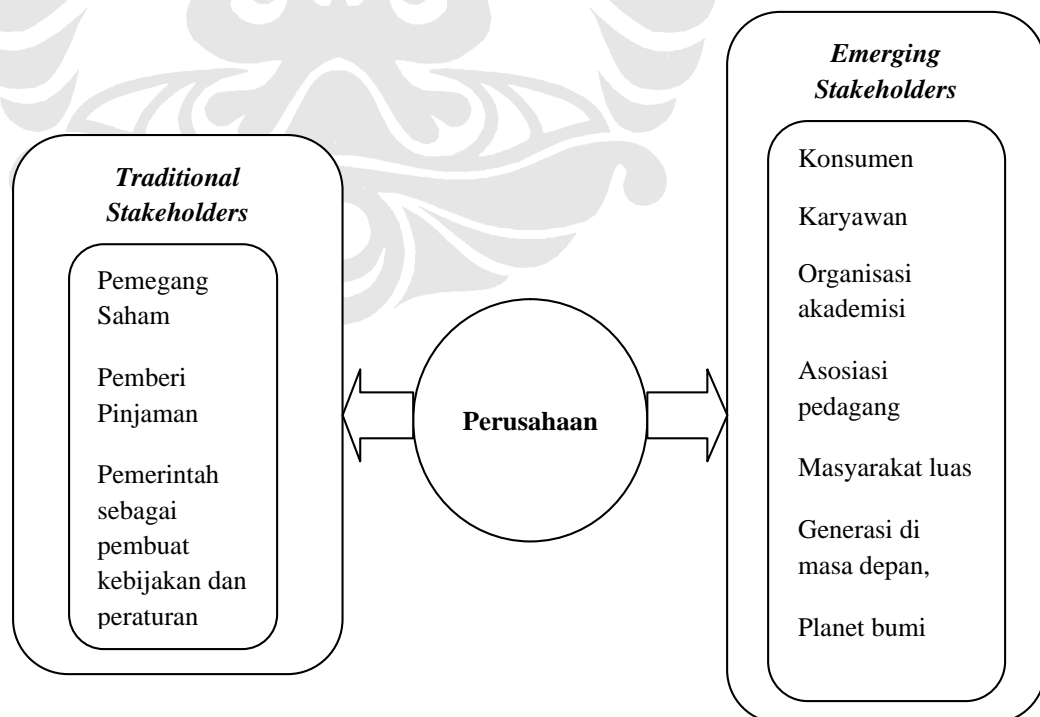 Traditional
Stakeholders
Pemegang
Saham
Pemberi
Pinjaman
Pemerintah
sebagai
pembuat
kebijakan dan
peraturan
Perusahaan
Emerging
Stakeholders
Konsumen
Karyawan
Organisasi
akademisi
Asosiasi
pedagang
Masyarakat luas
Generasi di
masa depan,
Planet bumi